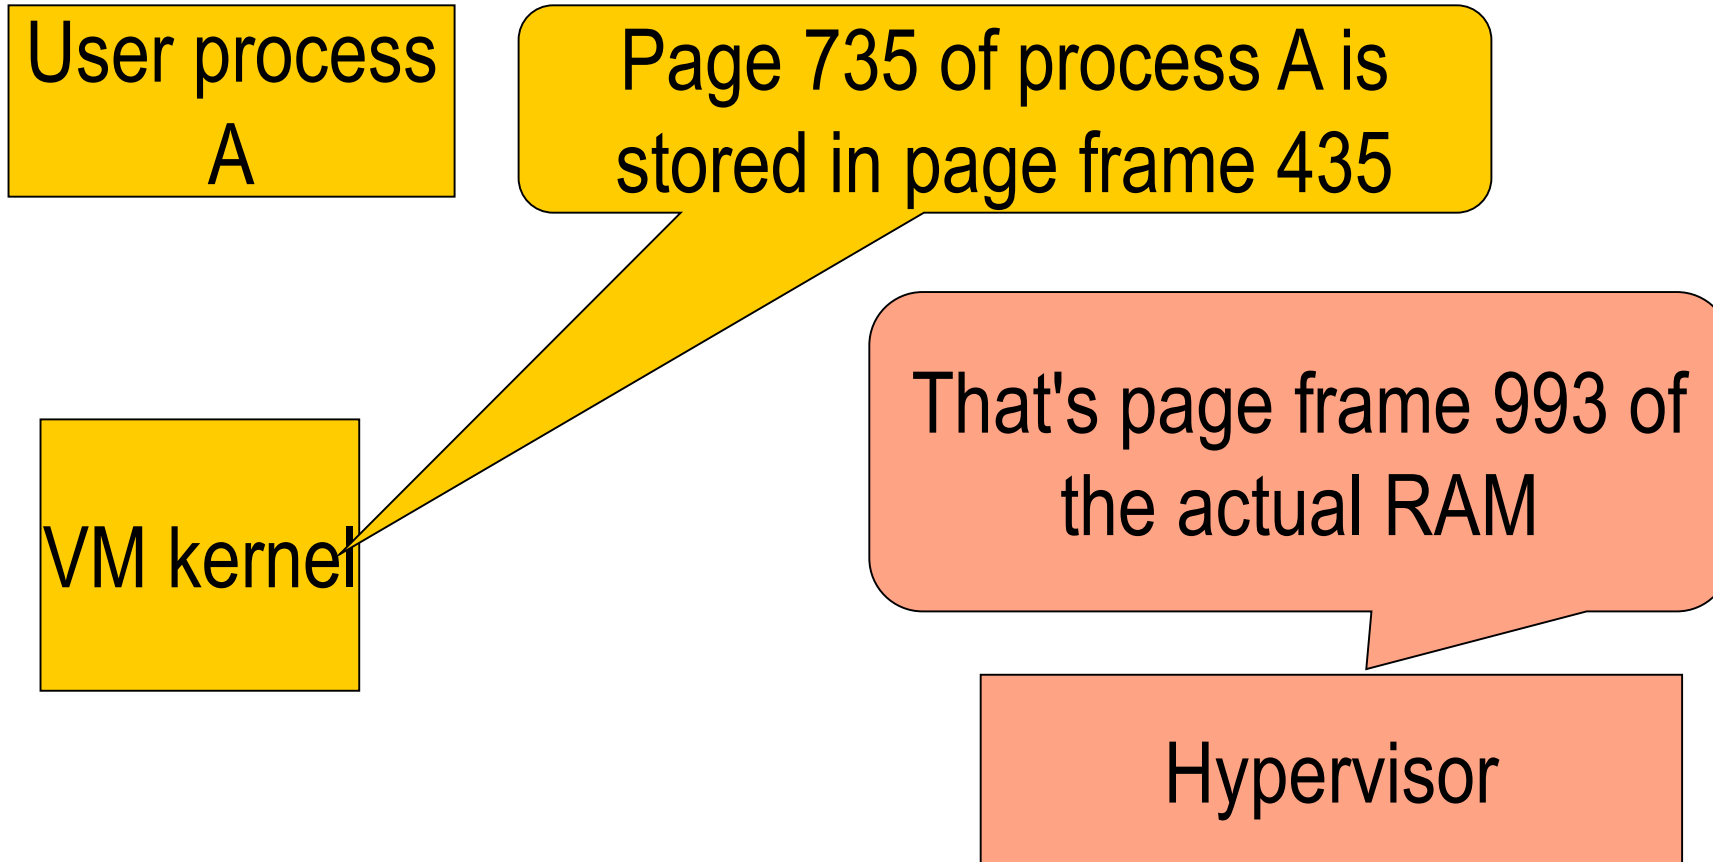 User process
A
Page 735 of process A is
stored in page frame 435
That's page frame 993 of
the actual RAM
VM kernel
Hypervisor